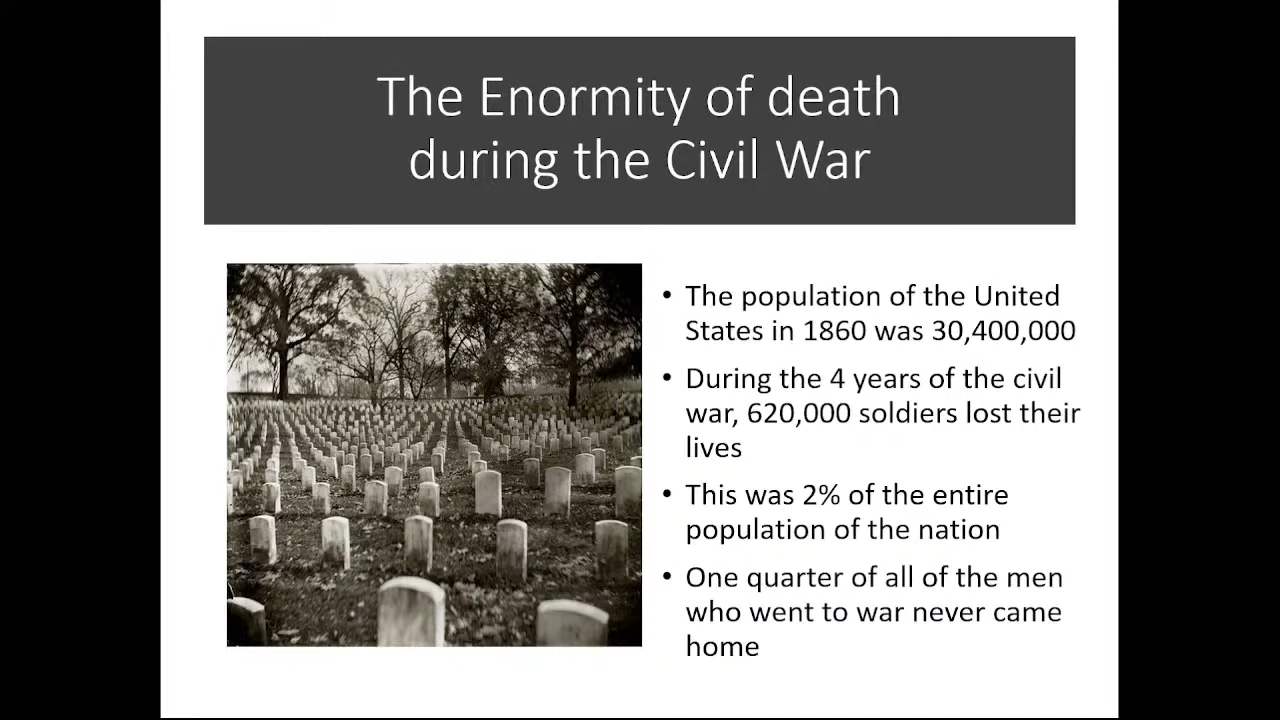 The Enormity of death
during the Civil War
• The population of the United
States in 1860 was 30,400,000
• During the 4 years of the civil
war, 620,000 soldiers lost their
lives
• This was 2% of the entire
population of the nation
• One quarter of all of the men
who went to war never came
home